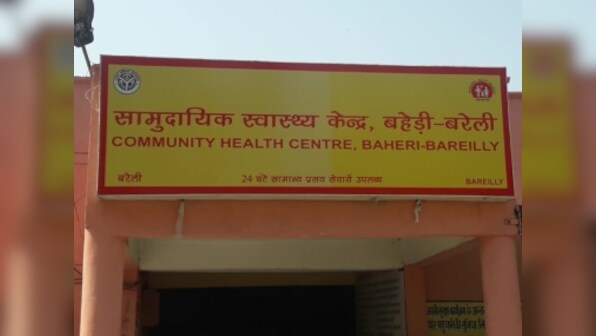 सामुदायिक स्वास्थ्य केन्द्र, बहेड़ी-बरेली
COMMUNITY HEALTH CENTRE, BAHERI-BAREILLY
बरेली 24 घंटे सामान्य प्रसव सेवायें उपलब्ध BAREILLY